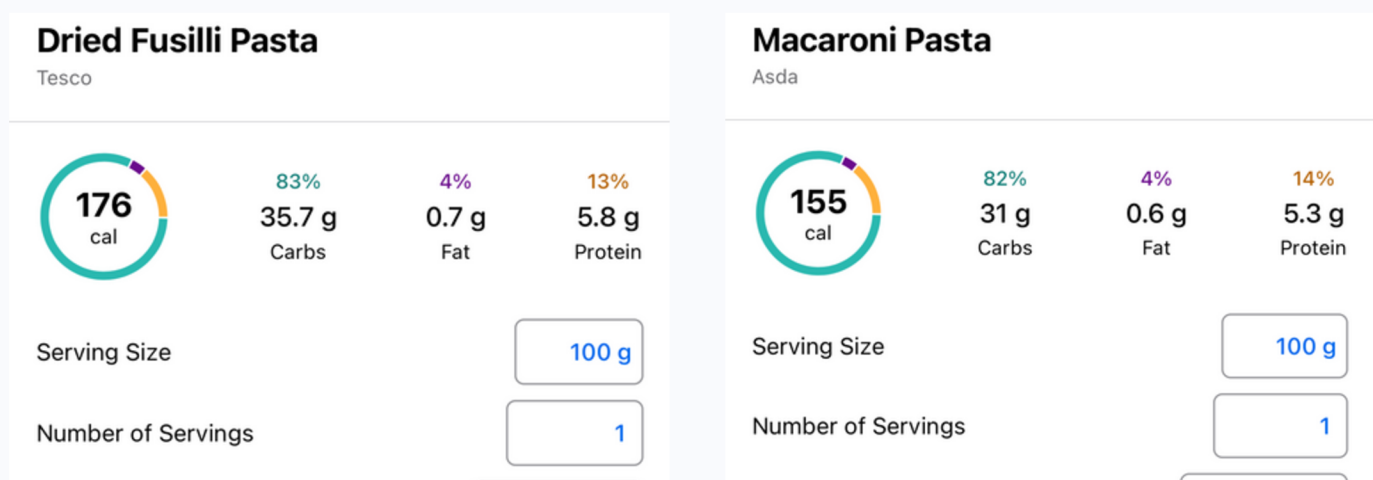 Dried Fusilli Pasta
Tesco
176
cal
83%
35.7 g
Carbs
4%
0.7 g
Fat
13%
5.8 g
Protein
Serving Size
100 g
Number of Servings
1
Macaroni Pasta
Asda
155
cal
82%
31 g
Carbs
4%
0.6 g
Fat
14%
5.3 g
Protein
Serving Size
100 g
Number of Servings
1